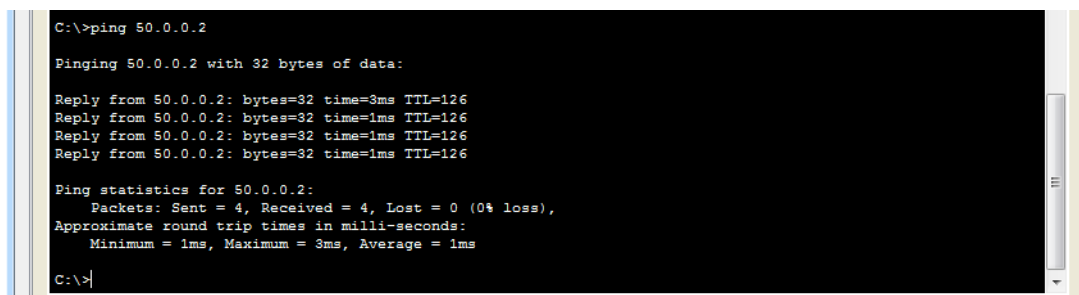 C:\>ping 50.0.0.2
Pinging 50.0.0.2 with 32 bytes of data:
Reply from 50.0.0.2: bytes=32 time=3ms TTL=126
Reply from 50.0.0.2: bytes=32 time=1ms TTL=126
Reply from 50.0.0.2: bytes=32 time=1ms TTL=126
Reply from 50.0.0.2: bytes=32 time=1ms TTL=126
Ping statistics for 50.0.0.2:
    Packets: Sent = 4, Received = 4, Lost = 0 (0% loss),
Approximate round trip times in milli-seconds:
    Minimum = 1ms, Maximum = 3ms, Average = 1ms
C:\>